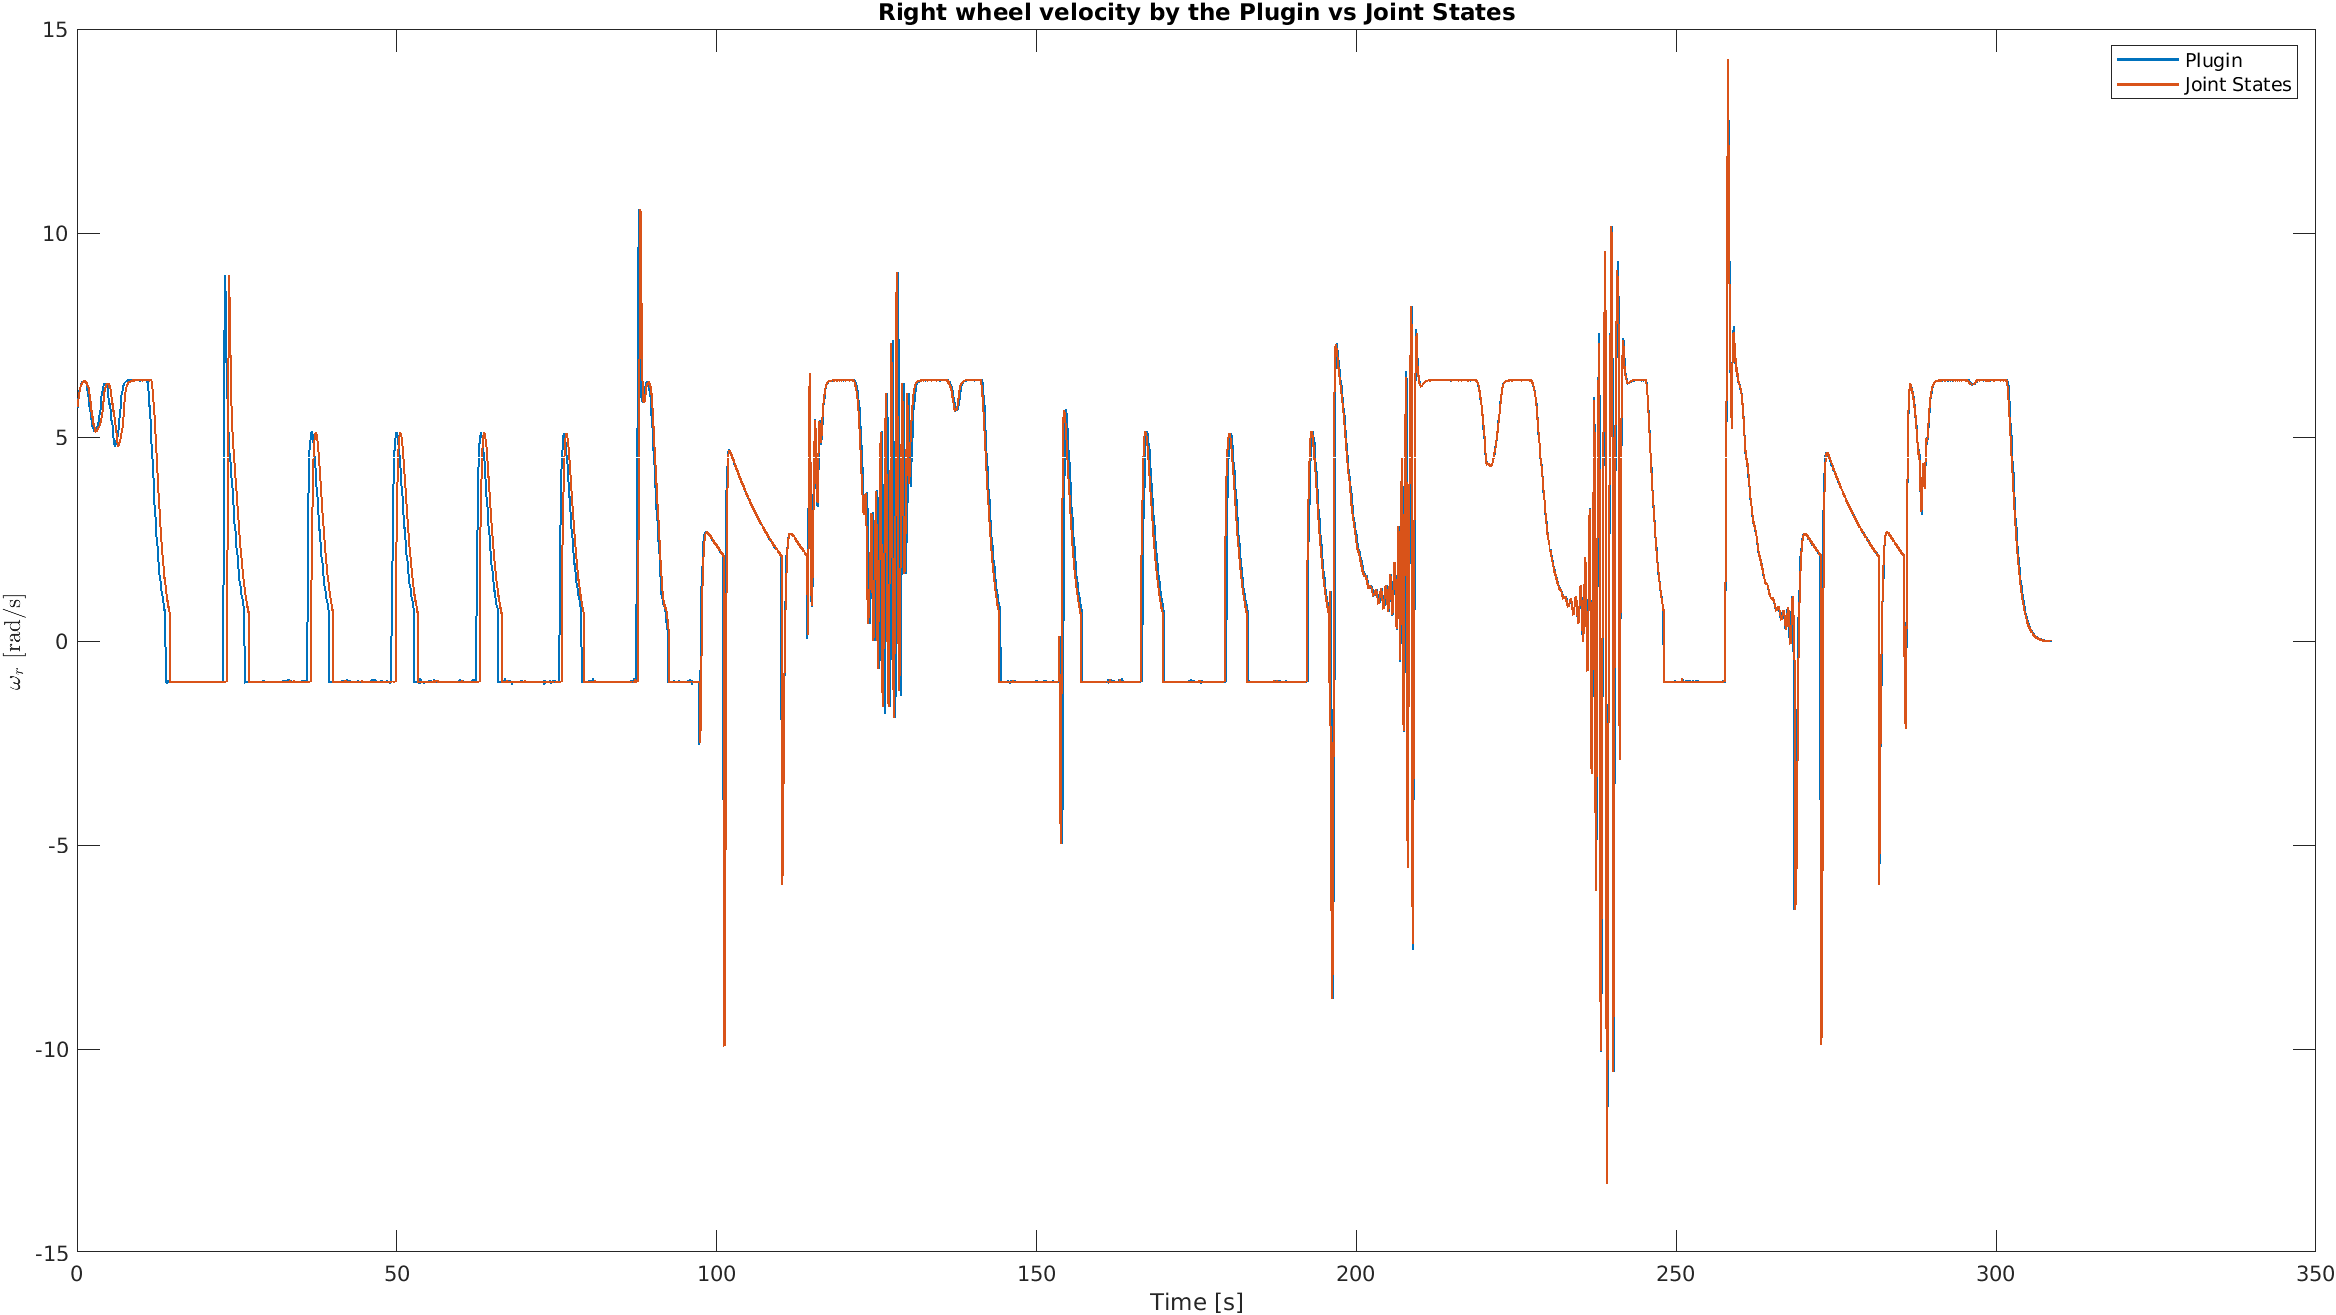 Right wheel velocity by the Plugin vs Joint States
15
10
5
0
-5
-10
-15
ωr [rad/s]
Plugin
Joint States
0 50 100 150 200 250 300 350
Time [s]